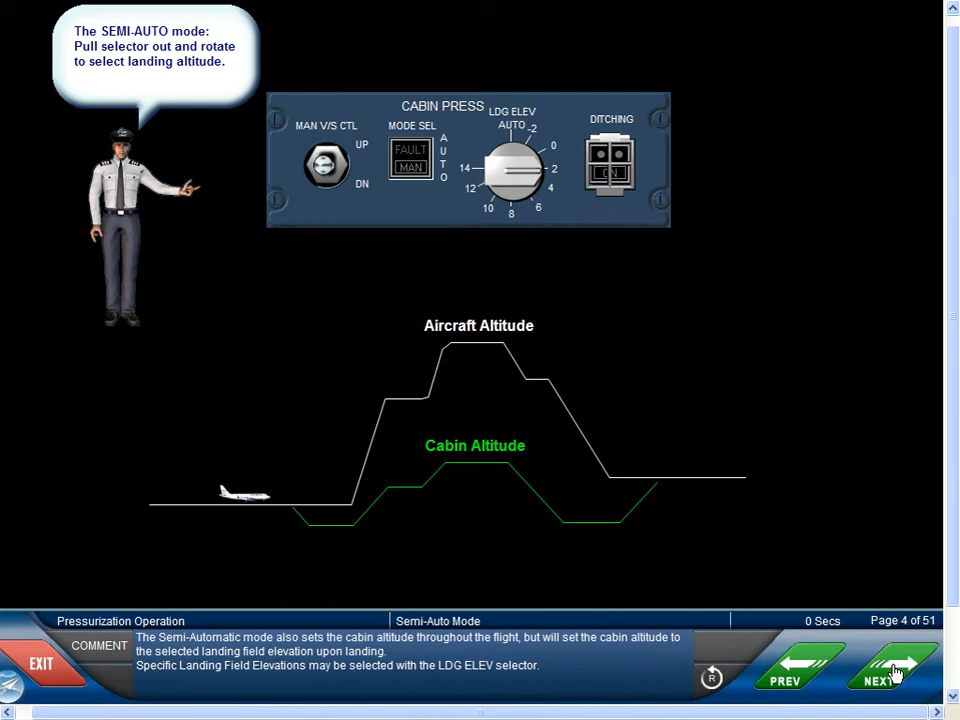 The SEMI-AUTO mode:
Pull selector out and rotate
to select landing altitude.
CABIN PRESS
MAN V/S CTL
UP
DN
MODE SEL
FAULT
MAN
A
U
T
O
LDG ELEV
AUTO
-2
0
2
4
6
8
10
12
14
DITCHING
ON
Aircraft Altitude
Cabin Altitude
Pressurization Operation
Semi-Auto Mode
0 Secs
Page 4 of 51
EXIT
COMMENT
The Semi-Automatic mode also sets the cabin altitude throughout the flight, but will set the cabin altitude to
the selected landing field elevation upon landing.
Specific Landing Field Elevations may be selected with the LDG ELEV selector.
R
PREV
NEXT